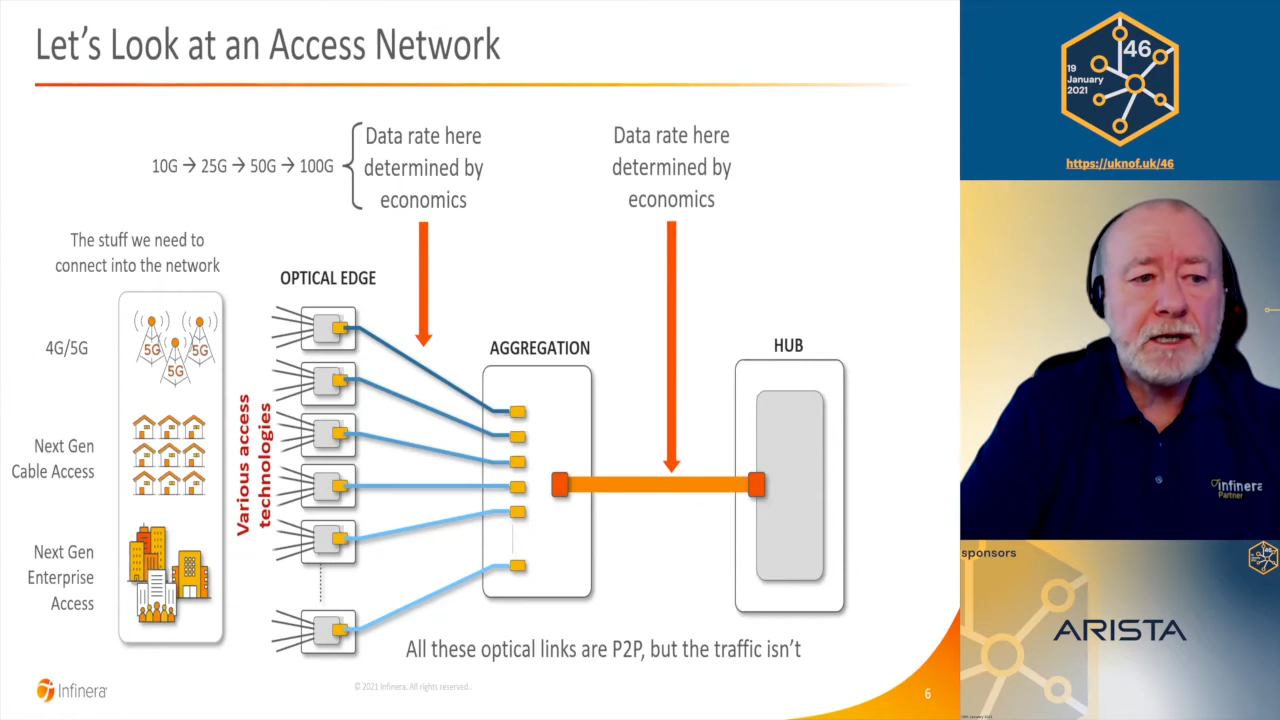 Let's Look at an Access Network
10G → 25G → 50G → 100G
Data rate here
determined by
economics
Data rate here
determined by
economics
The stuff we need to
connect into the network
OPTICAL EDGE
4G/5G
5G
5G
5G
AGGREGATION
HUB
Various access
technologies
Next Gen
Cable Access
Next Gen
Enterprise
Access
All these optical links are P2P, but the traffic isn't
Infinera
© 2021 Infinera. All rights reserved..
6
46
19
January
2021
https://uknof.uk/46
infinera
Partner
sponsors
46
ARISTA